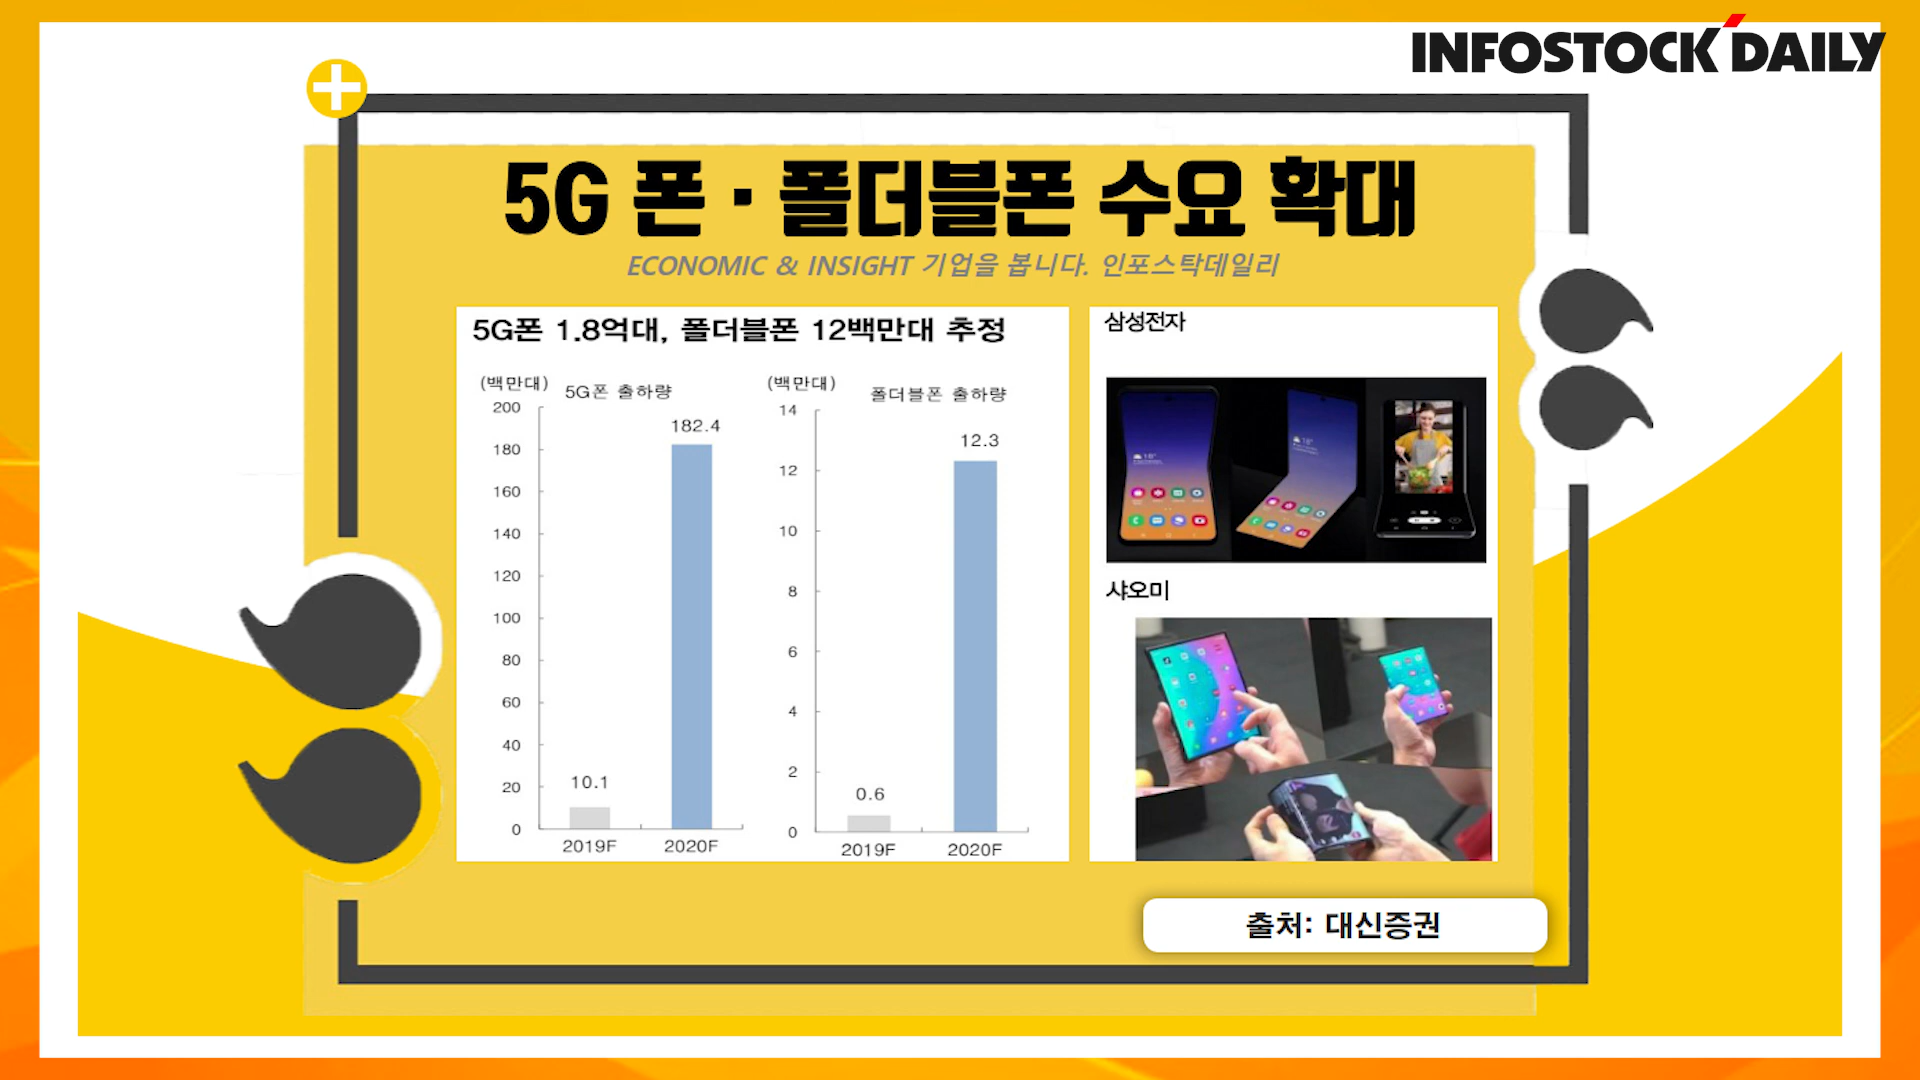 INFOSTOCK DAILY
5G 폰·폴더블폰 수요 확대
ECONOMIC & INSIGHT 기업을 봅니다. 인포스탁데일리
5G폰 1.8억대, 폴더블폰 12백만대 추정
(백만대)
5G폰 출하량
200
180
160
140
120
100
80
60
40
20
0
10.1
182.4
2019F
2020F
(백만대)
폴더블폰 출하량
14
12
10
8
6
4
2
0
0.6
12.3
2019F
2020F
삼성전자
샤오미
출처: 대신증권